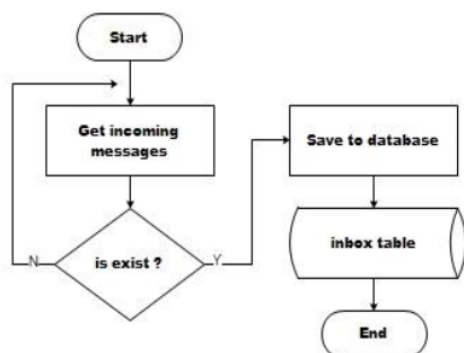 Start
Get incoming
messages
is exist ?
N
Y
Save to database
inbox table
End